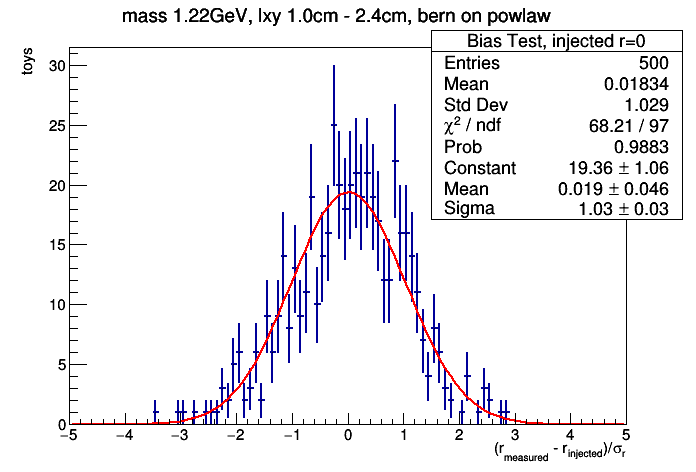 mass 1.22GeV, lxy 1.0cm - 2.4cm, bern on powlaw
Bias Test, injected r=0
Entries 500
Mean 0.01834
Std Dev 1.029
χ² / ndf 68.21 / 97
Prob 0.9883
Constant 19.36 ± 1.06
Mean 0.019 ± 0.046
Sigma 1.03 ± 0.03
toys
30
25
20
15
10
5
0
−5 −4 −3 −2 −1 0 1 2 3 4 5
(r_measured - r_injected)/σ_r